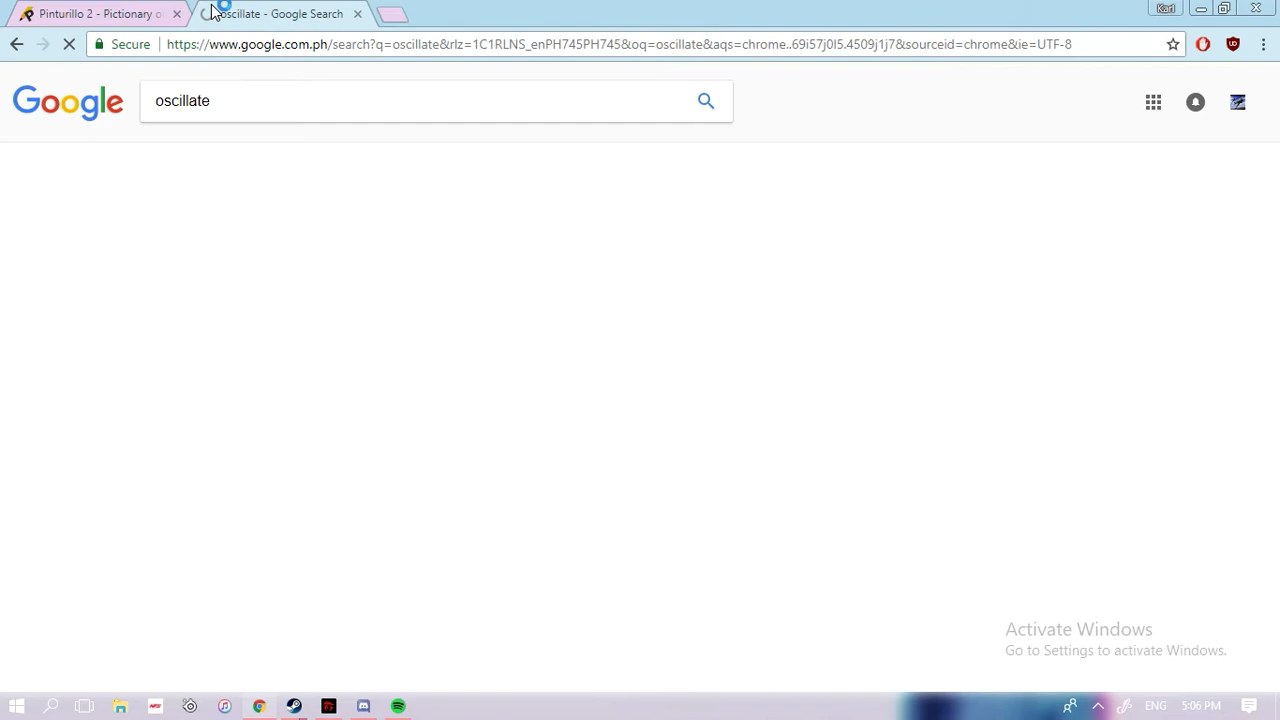 Pinturillo 2 - Pictionary o
oscillate - Google Search
Karl
Secure
https://www.google.com.ph/search?q=oscillate&rlz=1C1RLNS_enPH745PH745&oq=oscillate&aqs=chrome..69i57j0l5.4509j1j7&sourceid=chrome&ie=UTF-8
Google
oscillate
Activate Windows
Go to Settings to activate Windows.
ENG
5:06 PM